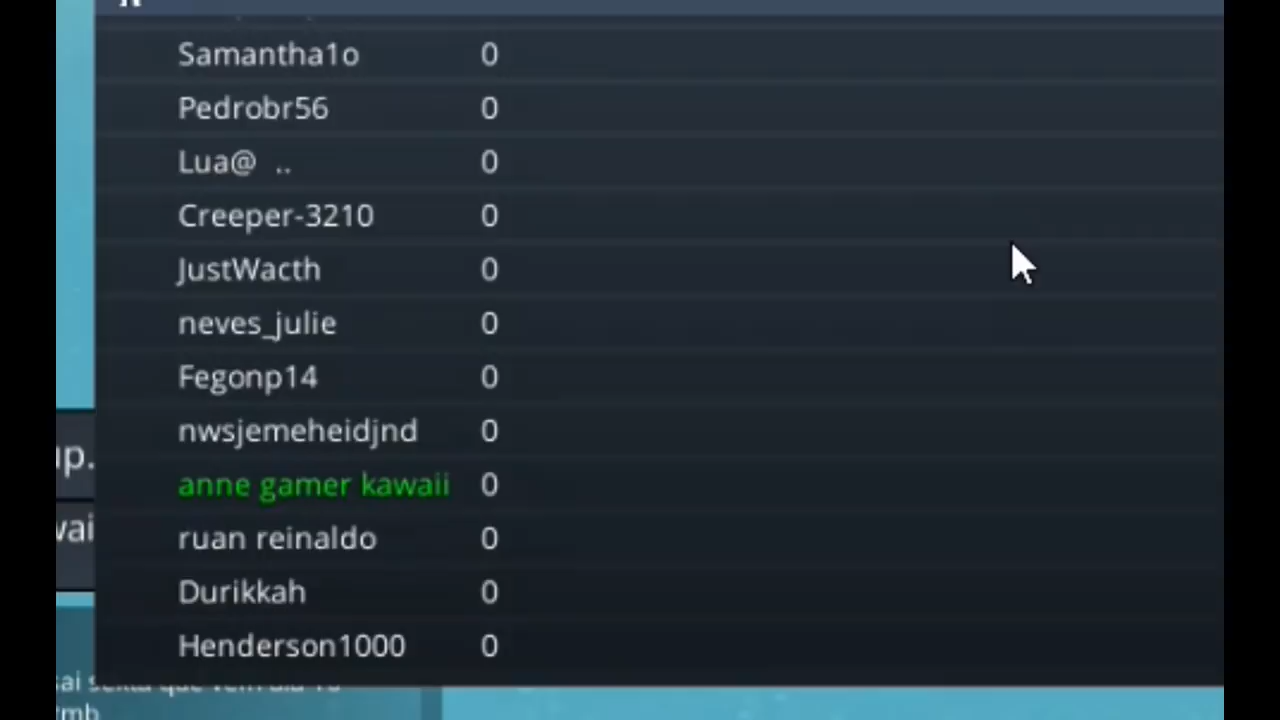 Samantha1o 0
Pedrobr56 0
Lua@ .. 0
Creeper-3210 0
JustWacth 0
neves_julie 0
Fegonp14 0
nwsjemeheidjnd 0
anne gamer kawaii 0
ruan reinaldo 0
Durikkah 0
Henderson1000 0